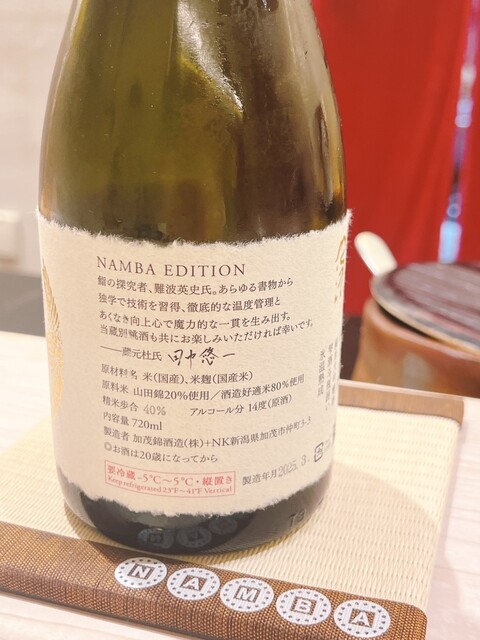 NAMBA EDITION
鮨の探究者、難波英史氏。あらゆる書物から
独学で技術を習得、徹底的な温度管理と
あくなき向上心で魔力的な一貫を生み出す。
当蔵別誂酒も共にお楽しみいただければ幸いです。
——蔵元杜氏 田中悠一
原材料名 米(国産)、米麹(国産米)
原料米 山田錦20%使用/酒造好適米80%使用
精米歩合 40% アルコール分 14度(原酒)
内容量 720ml
製造者 加茂錦酒造(株)+NK新潟県加茂市仲町3-3
◎お酒は20歳になってから
要冷蔵 -5℃〜5℃・縦置き
Keep refrigerated 23°F〜41°F Vertical
製造年月 2025.3
氷温熟成
NAMBA